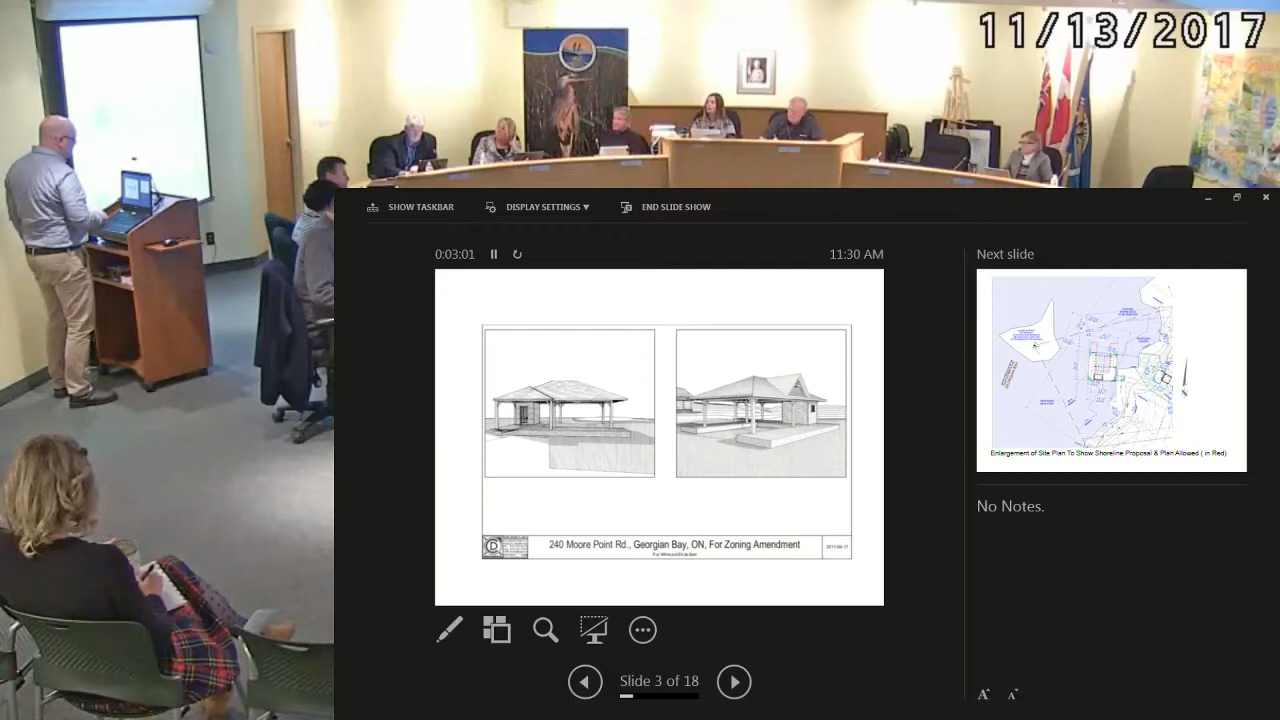 11/13/2017
SHOW TASKBAR
DISPLAY SETTINGS ▼
END SLIDE SHOW
0:03:01
11:30 AM
Next slide
240 Moore Point Rd., Georgian Bay, ON, For Zoning Amendment
Enlargement of Site Plan To Show Shoreline Proposal & Plan Allowed ( in Red)
No Notes.
Slide 3 of 18